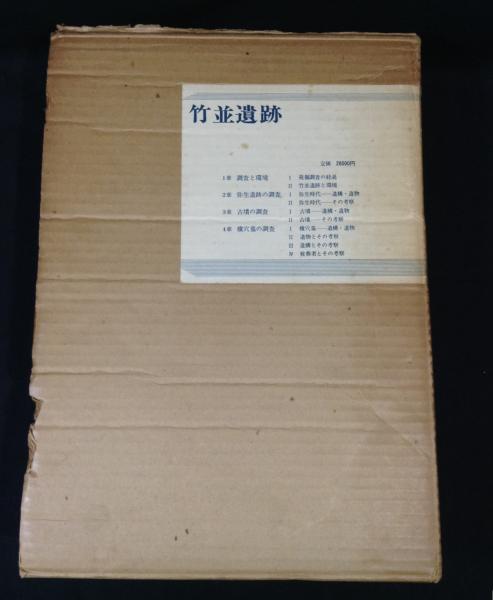 竹並遺跡
定価 28000円
1章 調査と環境 I 発掘調査の経過
II 竹並遺跡と環境
2章 弥生遺跡の調査 I 弥生時代——遺構・遺物
II 弥生時代——その考察
3章 古墳の調査 I 古墳——遺構・遺物
II 古墳——その考察
4章 横穴墓の調査 I 横穴墓——遺構・遺物
II 遺物とその考察
III 遺構とその考察
IV 被葬者とその考察